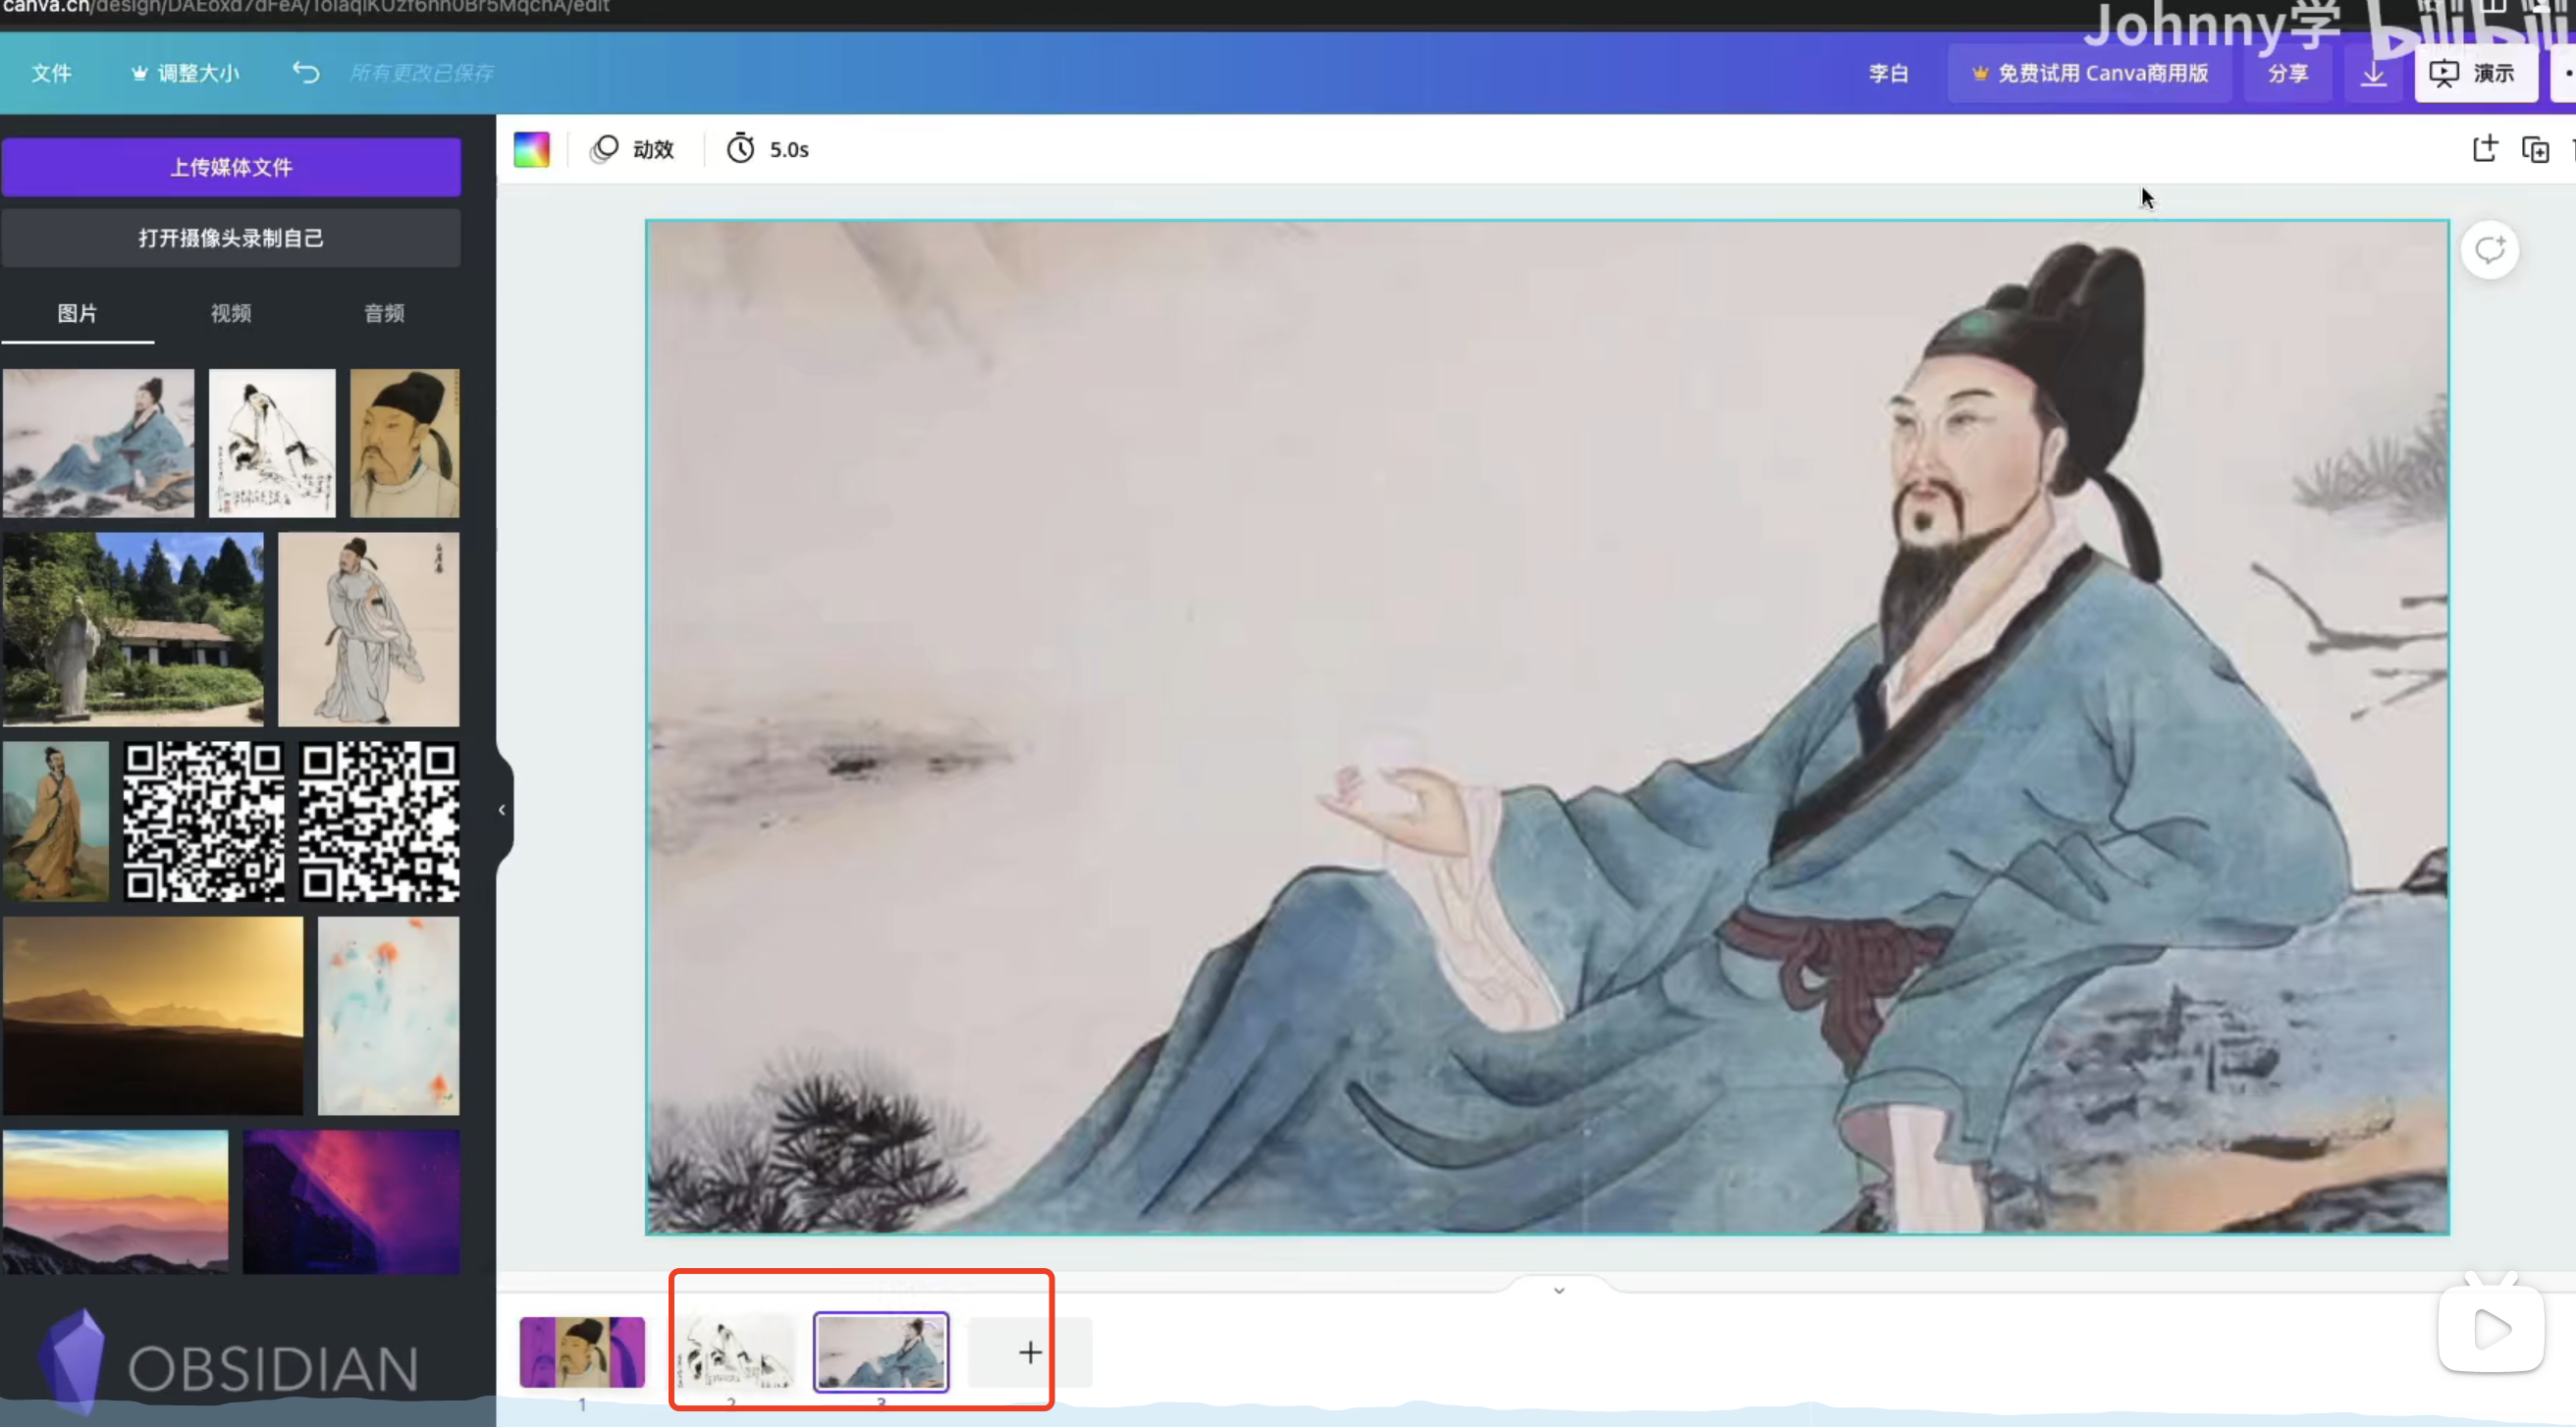 canva.cn/design/DAEoxd7dFeA/
Johnny学 bilibili
文件 调整大小 所有更改已保存 李白 免费试用 Canva商用版 分享 演示
上传媒体文件
打开摄像头录制自己
图片 视频 音频
动效 5.0s
OBSIDIAN
1 2 3